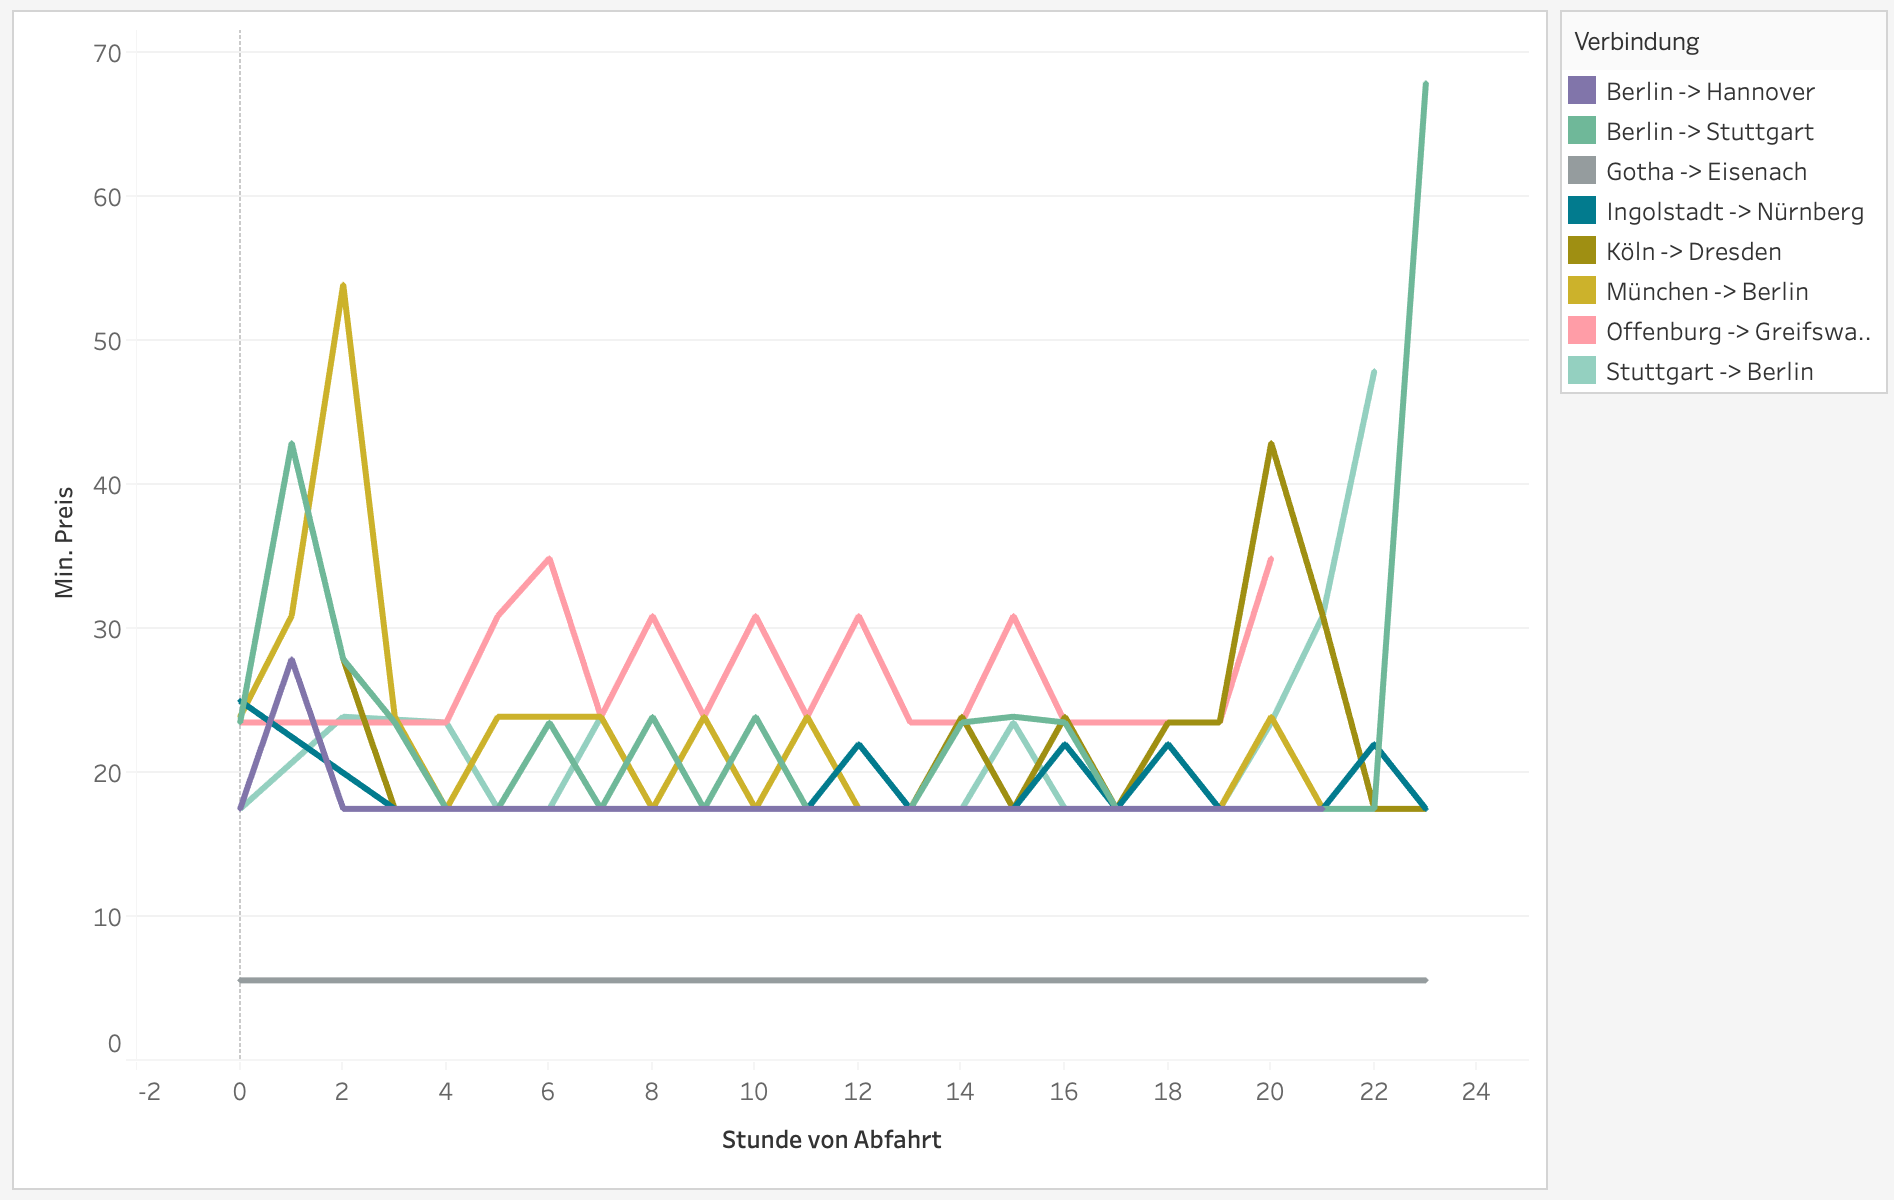 Verbindung
Berlin -> Hannover
Berlin -> Stuttgart
Gotha -> Eisenach
Ingolstadt -> Nürnberg
Köln -> Dresden
München -> Berlin
Offenburg -> Greifswa..
Stuttgart -> Berlin
Min. Preis
70
60
50
40
30
20
10
0
-2 0 2 4 6 8 10 12 14 16 18 20 22 24
Stunde von Abfahrt